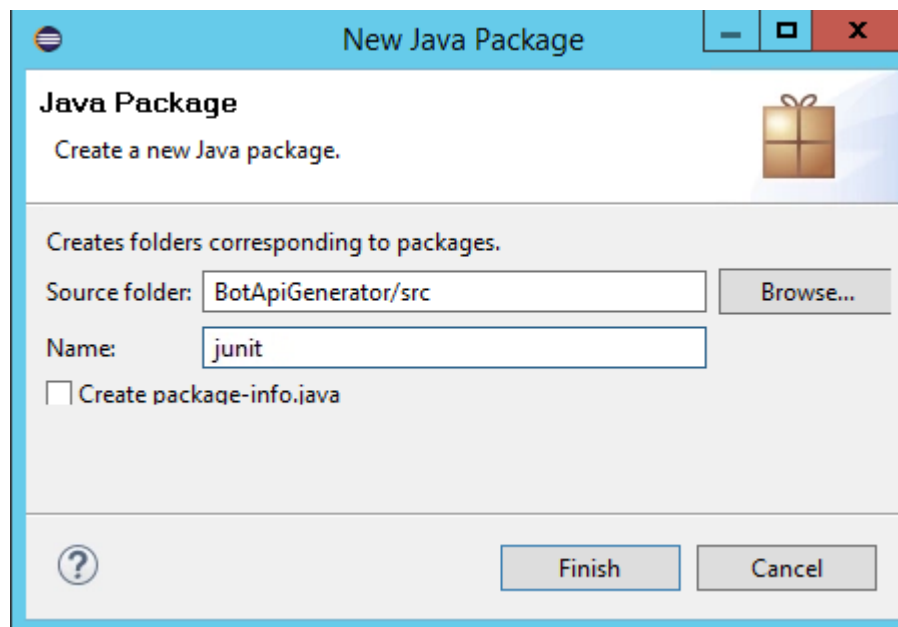 New Java Package
Java Package
Create a new Java package.
Creates folders corresponding to packages.
Source folder: BotApiGenerator/src Browse...
Name: junit
Create package-info.java
Finish Cancel